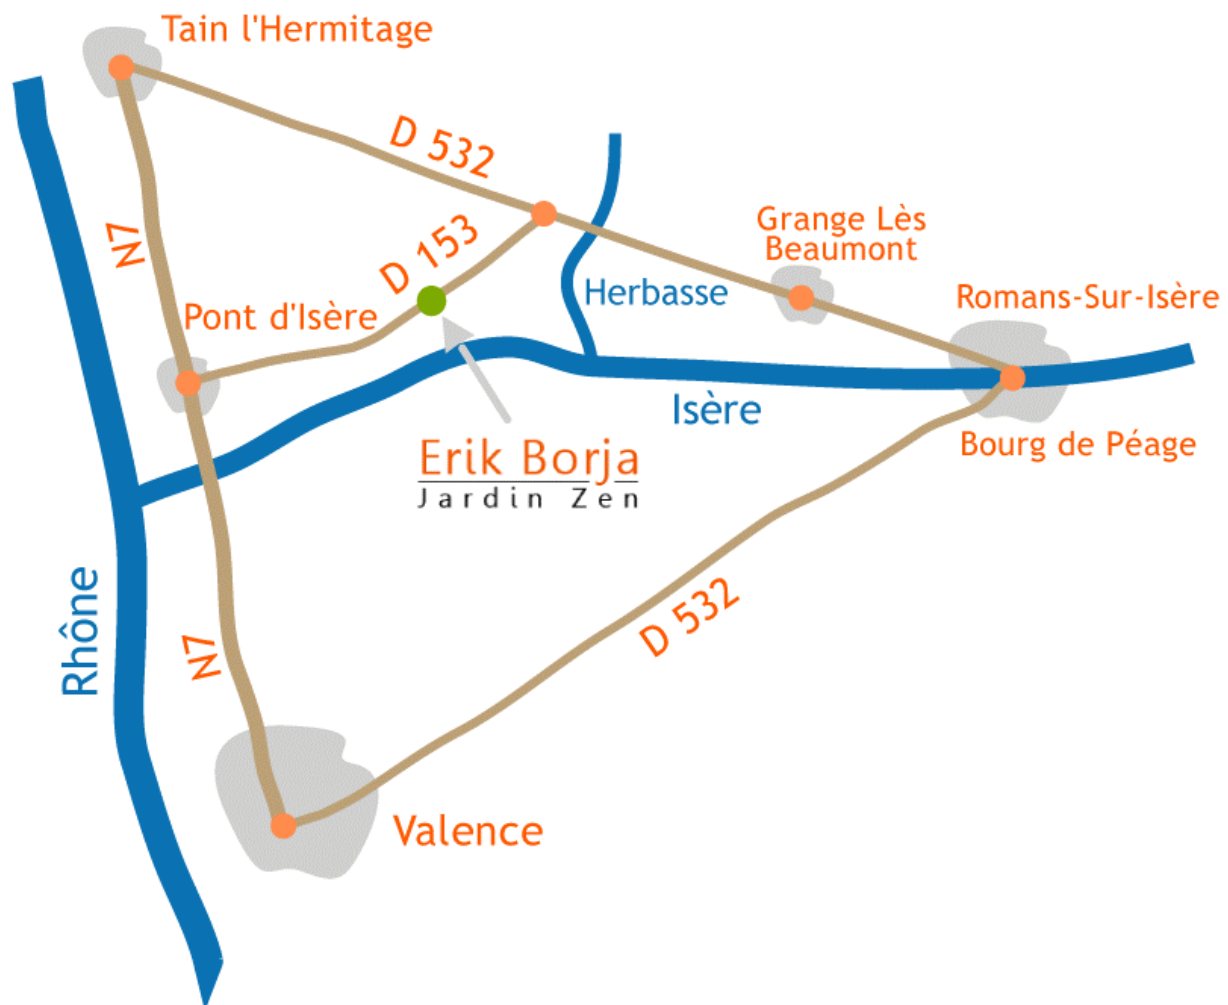 Tain l'Hermitage
D 532
N7
D 153
Grange Lès
Beaumont
Herbasse
Romans-Sur-Isère
Pont d'Isère
Isère
Bourg de Péage
Erik Borja
Jardin Zen
Rhône
N7
D 532
Valence